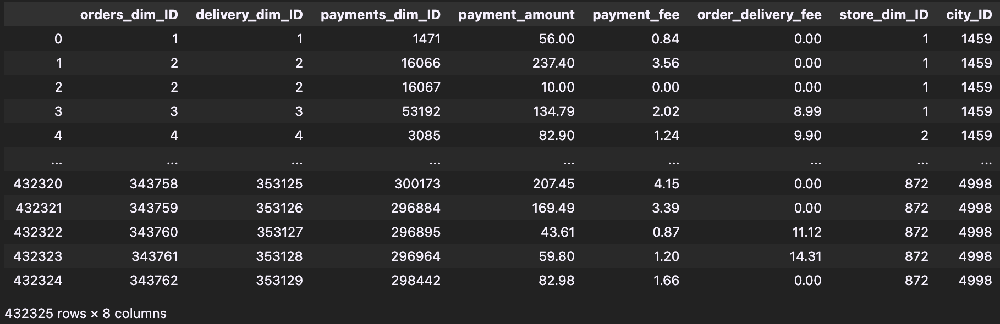 orders_dim_ID delivery_dim_ID payments_dim_ID payment_amount payment_fee order_delivery_fee store_dim_ID city_ID
0 1 1 1471 56.00 0.84 0.00 1 1459
1 2 2 16066 237.40 3.56 0.00 1 1459
2 2 2 16067 10.00 0.00 0.00 1 1459
3 3 3 53192 134.79 2.02 8.99 1 1459
4 4 4 3085 82.90 1.24 9.90 2 1459
... ... ... ... ... ... ... ... ...
432320 343758 353125 300173 207.45 4.15 0.00 872 4998
432321 343759 353126 296884 169.49 3.39 0.00 872 4998
432322 343760 353127 296895 43.61 0.87 11.12 872 4998
432323 343761 353128 296964 59.80 1.20 14.31 872 4998
432324 343762 353129 298442 82.98 1.66 0.00 872 4998
432325 rows × 8 columns